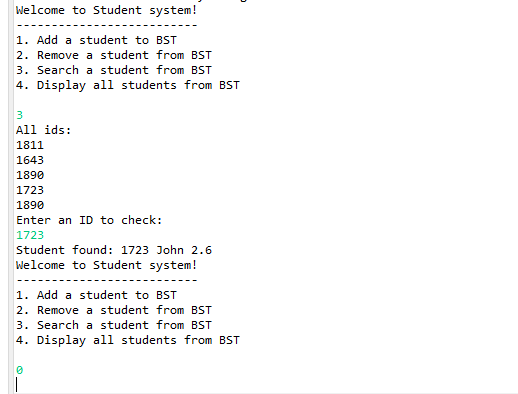 Welcome to Student system!
--------------------------
1. Add a student to BST
2. Remove a student from BST
3. Search a student from BST
4. Display all students from BST
3
All ids:
1811
1643
1890
1723
1890
Enter an ID to check:
1723
Student found: 1723 John 2.6
Welcome to Student system!
--------------------------
1. Add a student to BST
2. Remove a student from BST
3. Search a student from BST
4. Display all students from BST
0